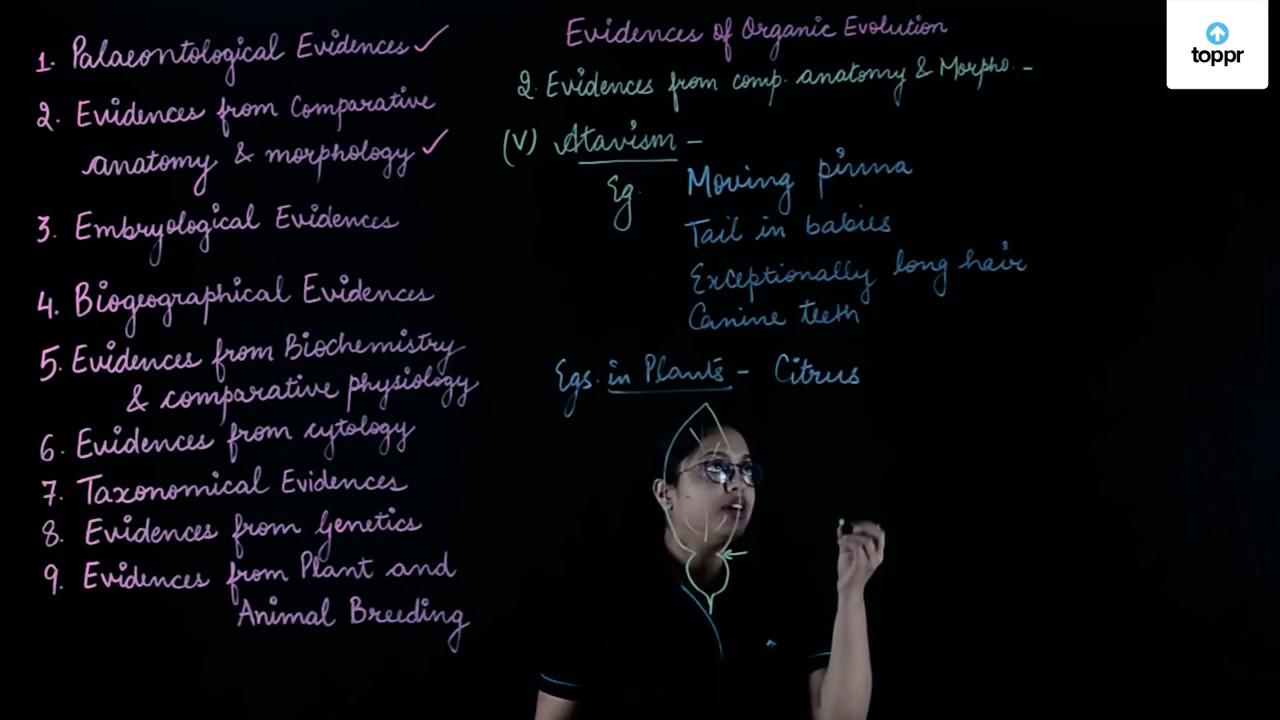 1. Palaeontological Evidences
2. Evidences from Comparative
anatomy & morphology
3. Embryological Evidences
4. Biogeographical Evidences
5. Evidences from Biochemistry
& comparative physiology
6. Evidences from cytology
7. Taxonomical Evidences
8. Evidences from Genetics
9. Evidences from Plant and
Animal Breeding
Evidences of Organic Evolution
2. Evidences from comp. anatomy & Morpho. -
(V) Atavism -
Eg. Moving pinna
Tail in babies
Exceptionally long hair
Canine teeth
Egs. in Plants - Citrus
toppr